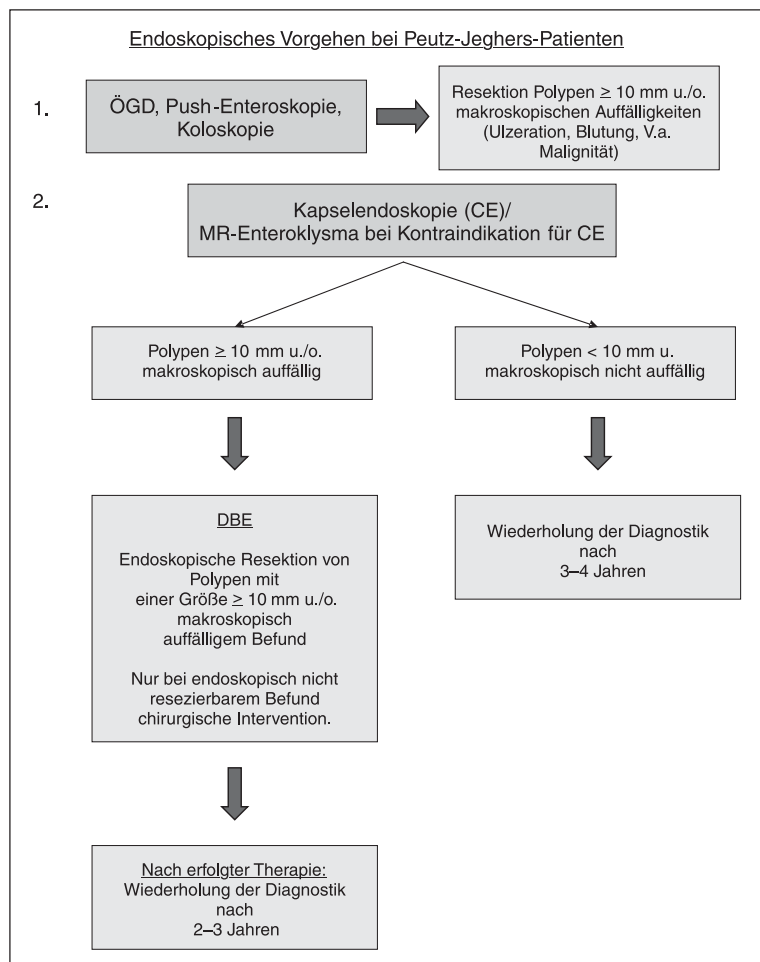 Endoskopisches Vorgehen bei Peutz-Jeghers-Patienten
1.
ÖGD, Push-Enteroskopie,
Koloskopie
Resektion Polypen ≥ 10 mm u./o.
makroskopischen Auffälligkeiten
(Ulzeration, Blutung, V.a.
Malignität)
2.
Kapselendoskopie (CE)/
MR-Enteroklysma bei Kontraindikation für CE
Polypen ≥ 10 mm u./o.
makroskopisch auffällig
Polypen < 10 mm u.
makroskopisch nicht auffällig
DBE
Endoskopische Resektion von
Polypen mit
einer Größe ≥ 10 mm u./o.
makroskopisch
auffälligem Befund
Nur bei endoskopisch nicht
resezierbarem Befund
chirurgische Intervention.
Wiederholung der Diagnostik
nach
3–4 Jahren
Nach erfolgter Therapie:
Wiederholung der Diagnostik
nach
2–3 Jahren